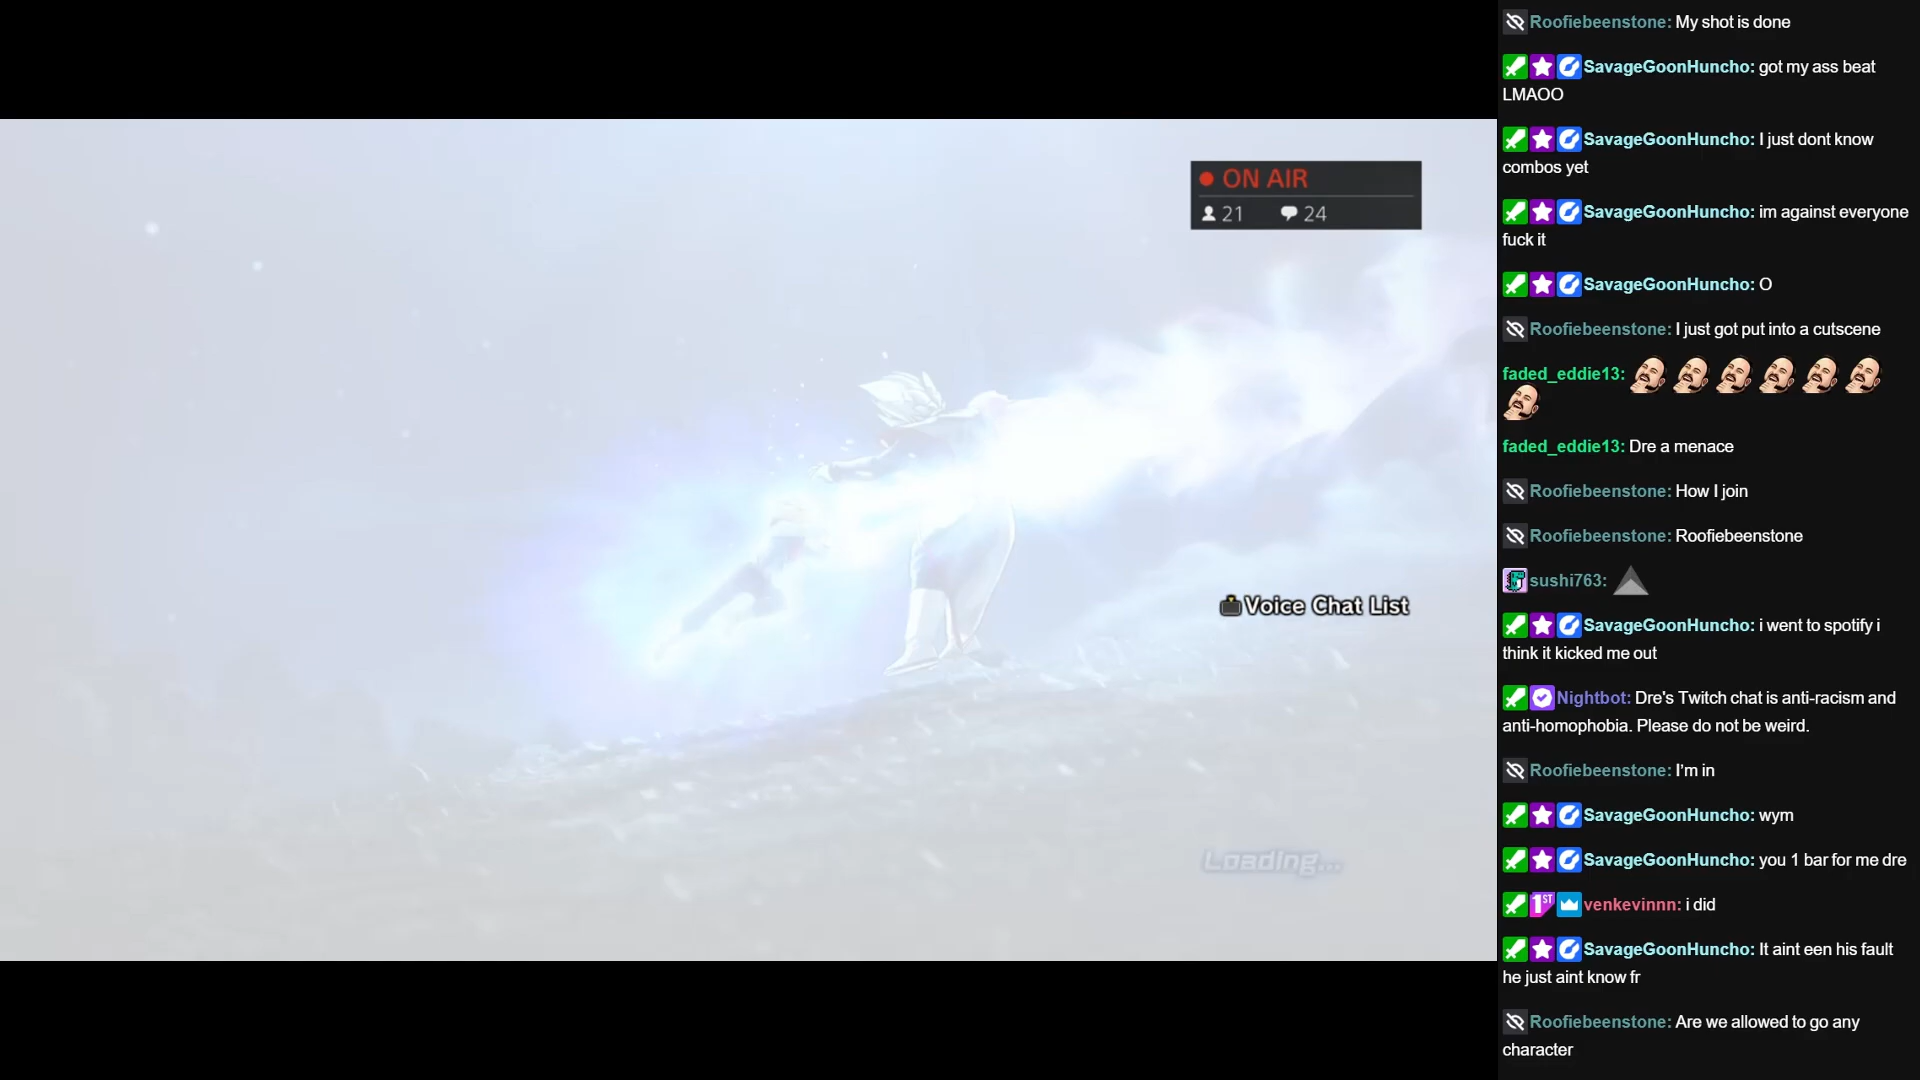 ON AIR
21 24
Voice Chat List
Loading...
Roofiebeenstone: My shot is done
SavageGoonHuncho: got my ass beat
LMAOO
SavageGoonHuncho: I just dont know
combos yet
SavageGoonHuncho: im against everyone
fuck it
SavageGoonHuncho: O
Roofiebeenstone: I just got put into a cutscene
faded_eddie13:
faded_eddie13: Dre a menace
Roofiebeenstone: How I join
Roofiebeenstone: Roofiebeenstone
sushi763:
SavageGoonHuncho: i went to spotify i
think it kicked me out
Nightbot: Dre's Twitch chat is anti-racism and
anti-homophobia. Please do not be weird.
Roofiebeenstone: I’m in
SavageGoonHuncho: wym
SavageGoonHuncho: you 1 bar for me dre
1ST venkevinnn: i did
SavageGoonHuncho: It aint een his fault
he just aint know fr
Roofiebeenstone: Are we allowed to go any
character